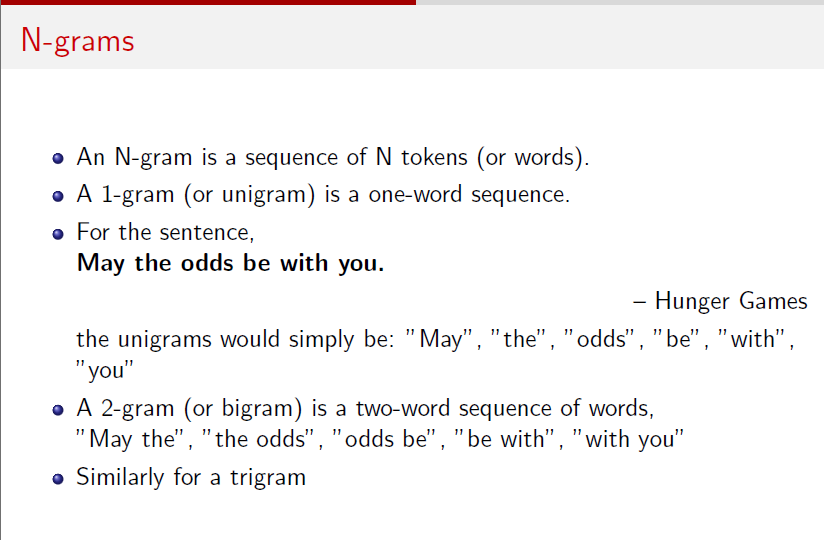 N-grams
An N-gram is a sequence of N tokens (or words).
A 1-gram (or unigram) is a one-word sequence.
For the sentence,
May the odds be with you.
– Hunger Games
the unigrams would simply be: ”May”, ”the”, ”odds”, ”be”, ”with”,
”you”
A 2-gram (or bigram) is a two-word sequence of words,
”May the”, ”the odds”, ”odds be”, ”be with”, ”with you”
Similarly for a trigram